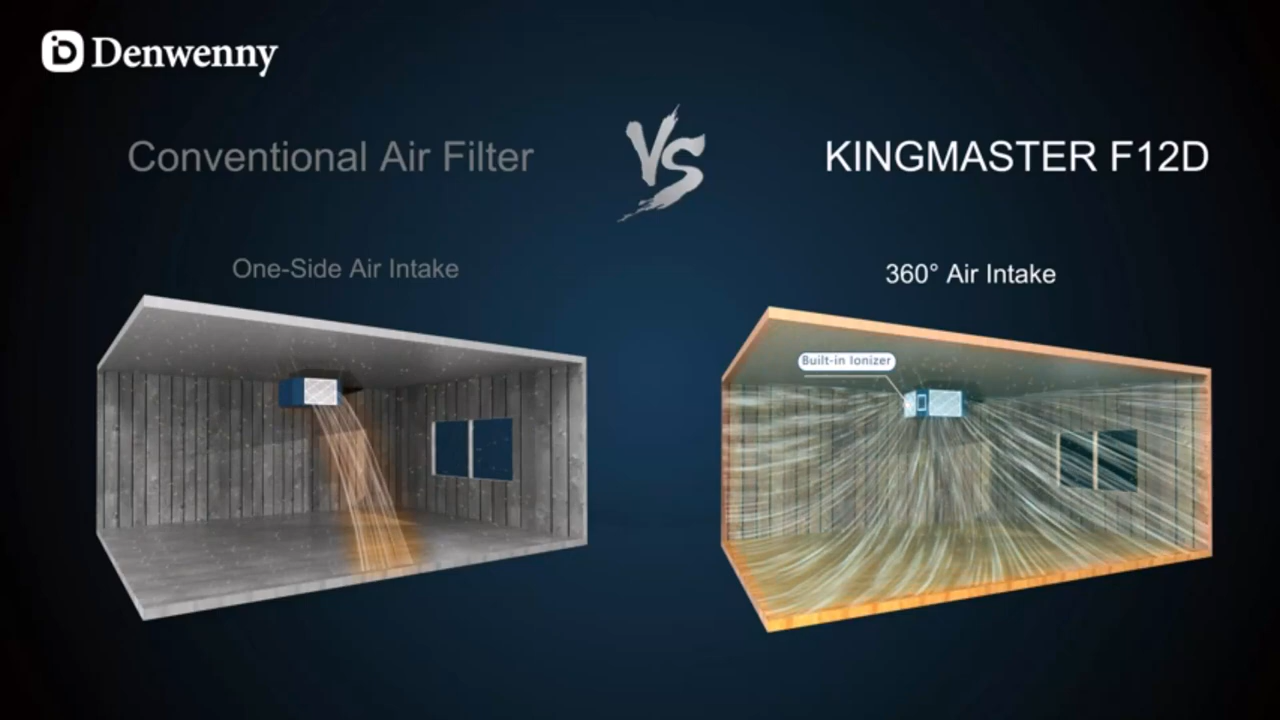 Denwenny
Conventional Air Filter
VS
KINGMASTER F12D
One-Side Air Intake
360° Air Intake
Built-in Ionizer